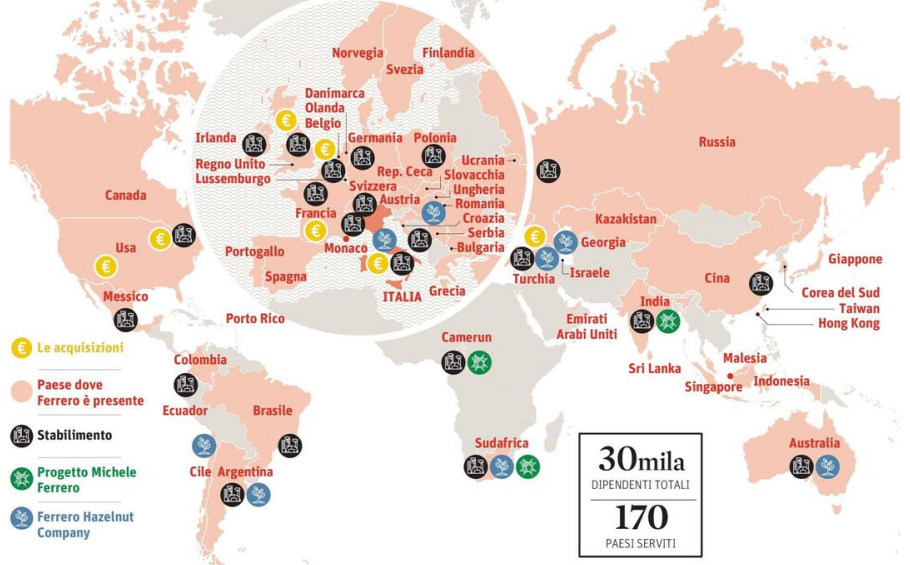 Norvegia
Finlandia
Svezia
Danimarca
Olanda
Belgio
Irlanda
Germania
Polonia
Regno Unito
Lussemburgo
Rep. Ceca
Ucrania
Slovacchia
Ungheria
Svizzera
Austria
Romania
Francia
Croazia
Serbia
Bulgaria
Portogallo
Monaco
Spagna
ITALIA
Grecia
Russia
Canada
Usa
Messico
Porto Rico
Kazakistan
Georgia
Turchia
Israele
Cina
Giappone
Corea del Sud
Taiwan
Hong Kong
India
Emirati
Arabi Uniti
Sri Lanka
Malesia
Singapore
Indonesia
Camerun
Colombia
Ecuador
Brasile
Cile
Argentina
Sudafrica
Australia
€ Le acquisizioni
Paese dove
Ferrero è presente
Stabilimento
Progetto Michele
Ferrero
Ferrero Hazelnut
Company
30mila
DIPENDENTI TOTALI
170
PAESI SERVITI